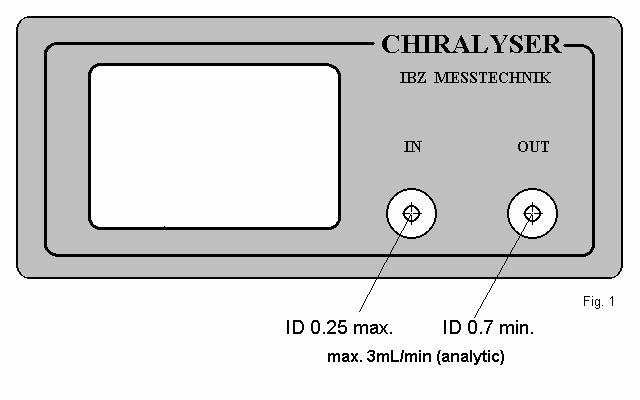 CHIRALYSER
IBZ MESSTECHNIK
IN OUT
Fig. 1
ID 0.25 max. ID 0.7 min.
max. 3mL/min (analytic)